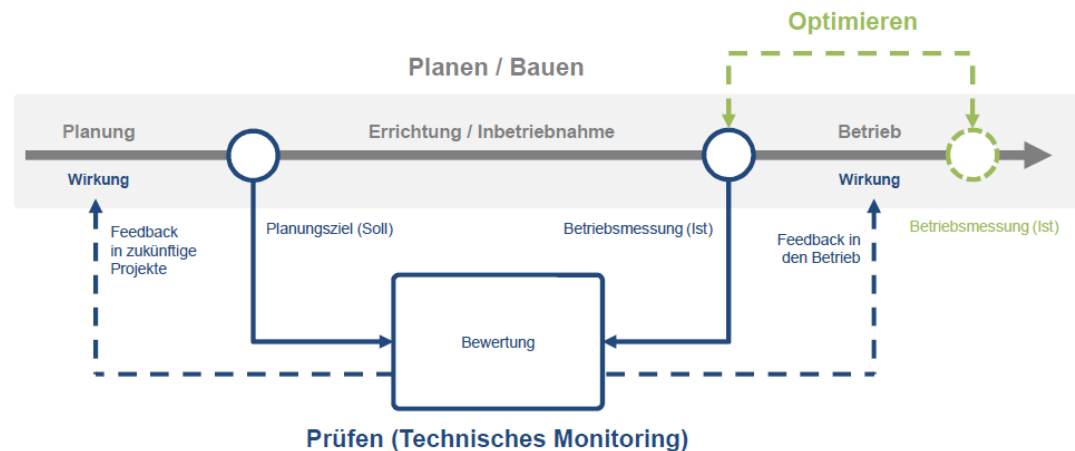 Optimieren
Planen / Bauen
Planung
Errichtung / Inbetriebnahme
Betrieb
Wirkung
Wirkung
Feedback
in zukünftige
Projekte
Planungsziel (Soll)
Betriebsmessung (Ist)
Feedback in
den Betrieb
Betriebsmessung (Ist)
Bewertung
Prüfen (Technisches Monitoring)